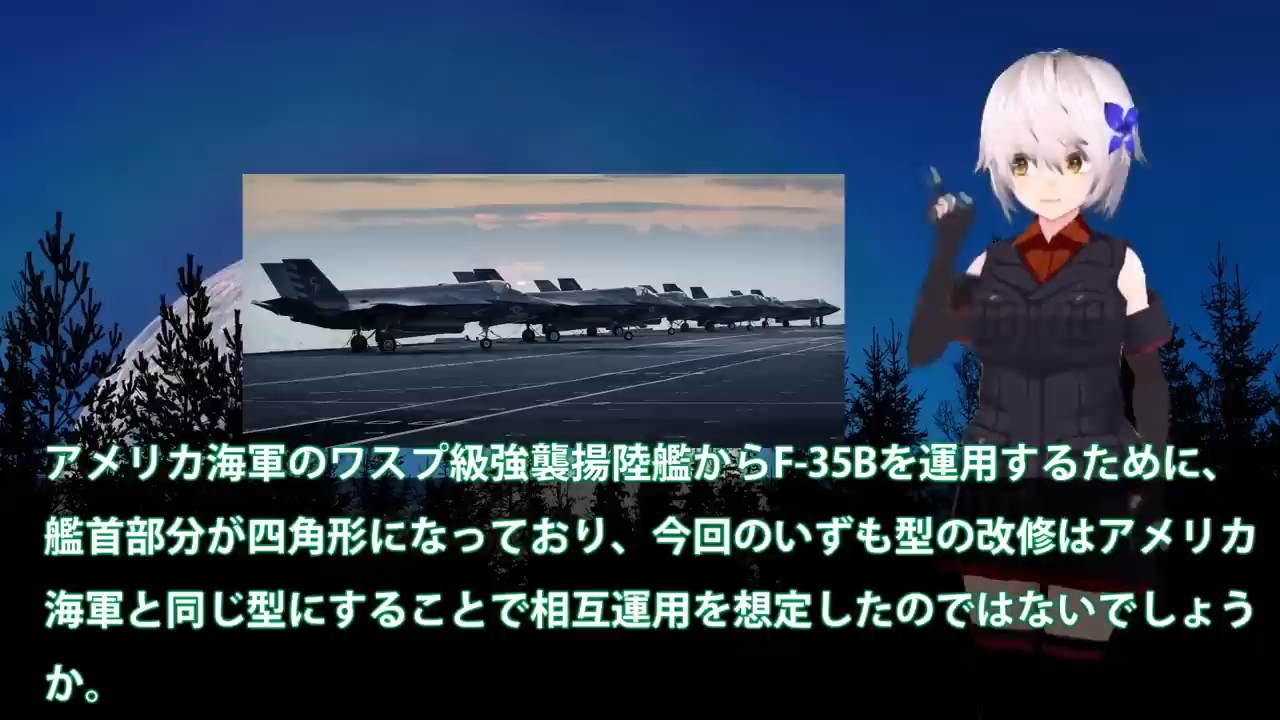 アメリカ海軍のワスプ級強襲揚陸艦からF-35Bを運用するために、
艦首部分が四角形になっており、今回のいずも型の改修はアメリカ
海軍と同じ型にすることで相互運用を想定したのではないでしょう
か。